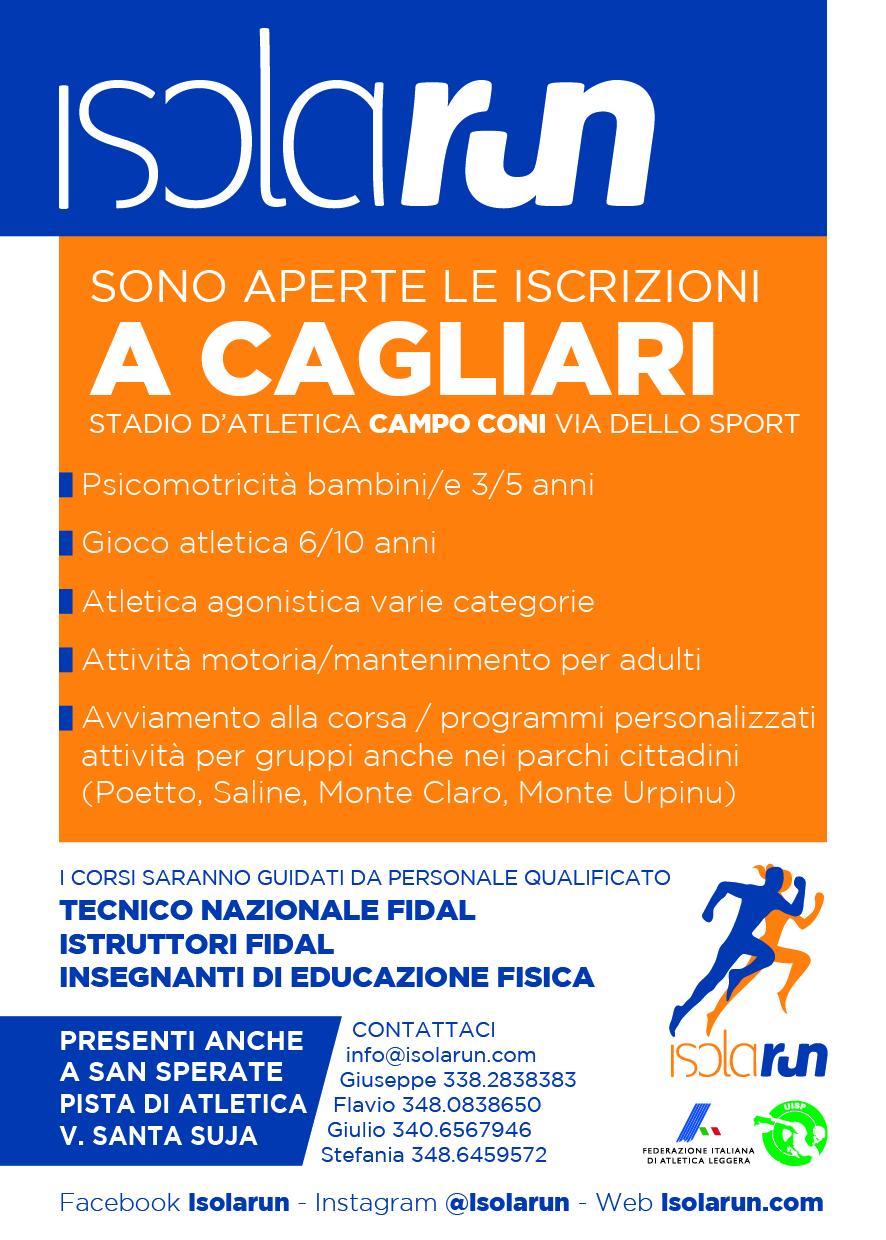 isolarun
SONO APERTE LE ISCRIZIONI
A CAGLIARI
STADIO D'ATLETICA CAMPO CONI VIA DELLO SPORT
Psicomotricità bambini/e 3/5 anni
Gioco atletica 6/10 anni
Atletica agonistica varie categorie
Attività motoria/mantenimento per adulti
Avviamento alla corsa / programmi personalizzati
attività per gruppi anche nei parchi cittadini
(Poetto, Saline, Monte Claro, Monte Urpinu)
I CORSI SARANNO GUIDATI DA PERSONALE QUALIFICATO
TECNICO NAZIONALE FIDAL
ISTRUTTORI FIDAL
INSEGNANTI DI EDUCAZIONE FISICA
PRESENTI ANCHE
A SAN SPERATE
PISTA DI ATLETICA
V. SANTA SUJA
CONTATTACI
info@isolarun.com
Giuseppe 338.2838383
Flavio 348.0838650
Giulio 340.6567946
Stefania 348.6459572
isolarun
FEDERAZIONE ITALIANA
DI ATLETICA LEGGERA
UISP
Facebook Isolarun - Instagram @Isolarun - Web Isolarun.com